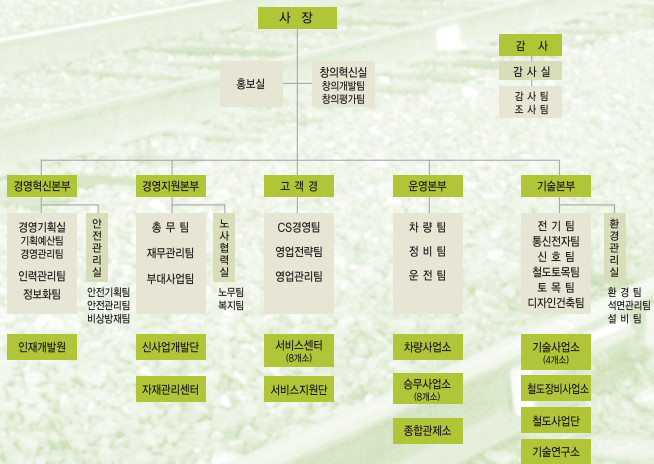 사 장
감 사
감 사 실
감 사 팀
조 사 팀
홍보실
창의혁신실
창의개발팀
창의평가팀
경영혁신본부
경영기획실
기획예산팀
경영관리팀
인력관리팀
정보화팀
안전관리실
안전기획팀
안전관리팀
비상방재팀
인재개발원
경영지원본부
총 무 팀
재무관리팀
부대사업팀
노사협력실
노무팀
복지팀
신사업개발단
자재관리센터
고 객 경
CS경영팀
영업전략팀
영업관리팀
서비스센터
(8개소)
서비스지원단
운영본부
차 량 팀
정 비 팀
운 전 팀
차량사업소
승무사업소
(8개소)
종합관제소
기술본부
전 기 팀
통신전자팀
신 호 팀
철도토목팀
토 목 팀
디자인건축팀
환경관리실
환 경 팀
석면관리팀
설 비 팀
기술사업소
(4개소)
철도장비사업소
철도사업단
기술연구소